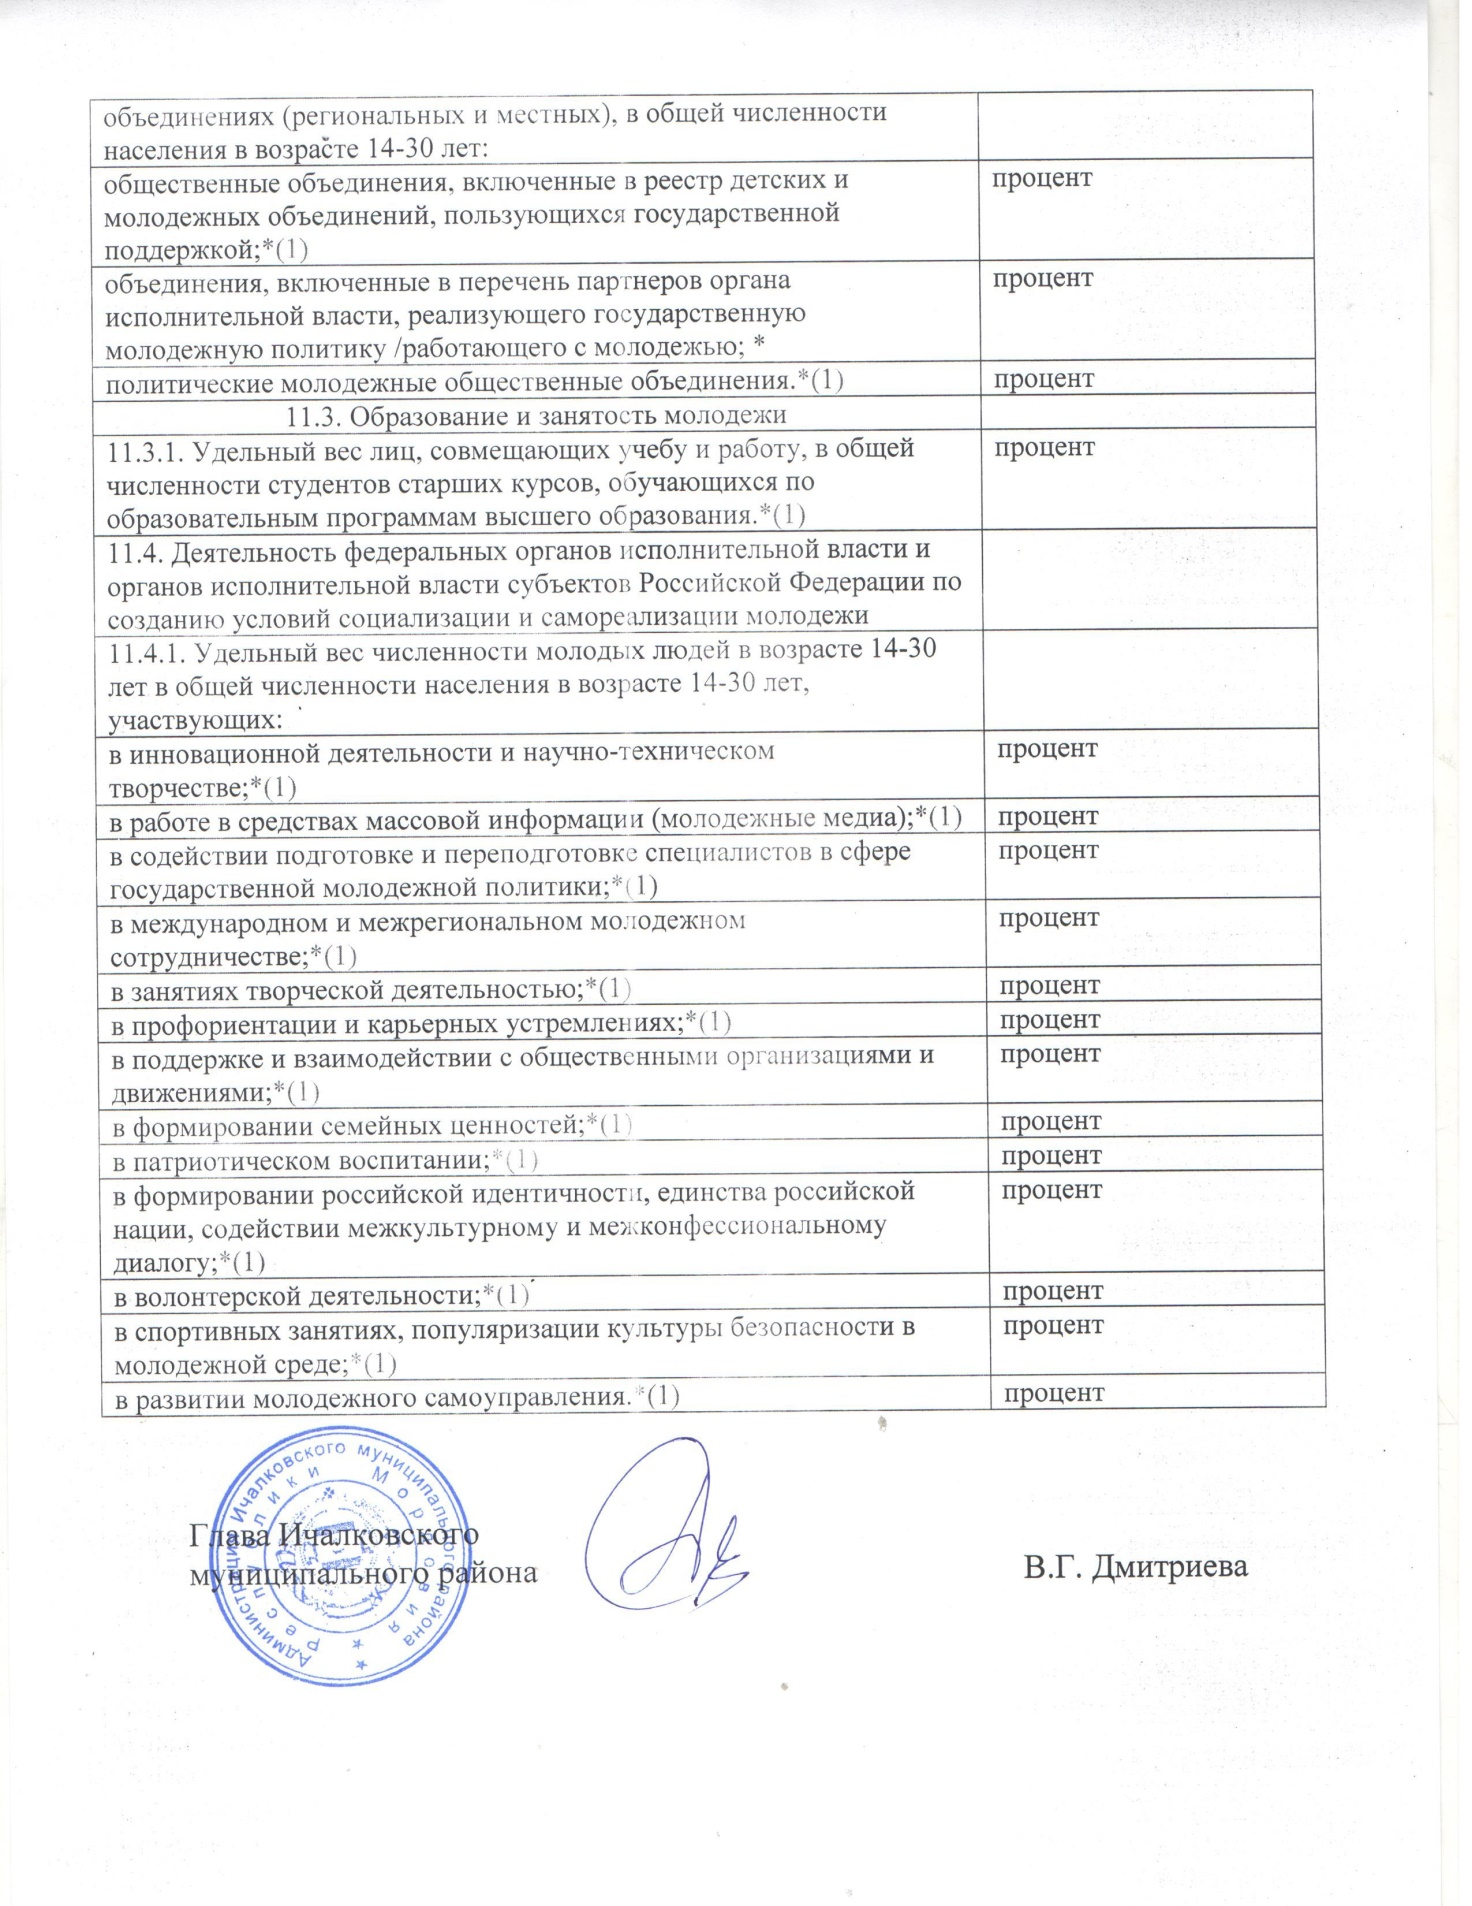 объединениях (региональных и местных), в общей численности
населения в возрасте 14-30 лет:
общественные объединения, включенные в реестр детских и процент
молодежных объединений, пользующихся государственной
поддержкой;*(1)
объединения, включенные в перечень партнеров органа процент
исполнительной власти, реализующего государственную
молодежную политику /работающего с молодежью; *
политические молодежные общественные объединения.*(1) процент
11.3. Образование и занятость молодежи
11.3.1. Удельный вес лиц, совмещающих учебу и работу, в общей процент
численности студентов старших курсов, обучающихся по
образовательным программам высшего образования.*(1)
11.4. Деятельность федеральных органов исполнительной власти и
органов исполнительной власти субъектов Российской Федерации по
созданию условий социализации и самореализации молодежи
11.4.1. Удельный вес численности молодых людей в возрасте 14-30
лет в общей численности населения в возрасте 14-30 лет,
участвующих:
в инновационной деятельности и научно-техническом процент
творчестве;*(1)
в работе в средствах массовой информации (молодежные медиа);*(1) процент
в содействии подготовке и переподготовке специалистов в сфере процент
государственной молодежной политики;*(1)
в международном и межрегиональном молодежном процент
сотрудничестве;*(1)
в занятиях творческой деятельностью;*(1) процент
в профориентации и карьерных устремлениях;*(1) процент
в поддержке и взаимодействии с общественными организациями и процент
движениями;*(1)
в формировании семейных ценностей;*(1) процент
в патриотическом воспитании;*(1) процент
в формировании российской идентичности, единства российской процент
нации, содействии межкультурному и межконфессиональному
диалогу;*(1)
в волонтерской деятельности;*(1) процент
в спортивных занятиях, популяризации культуры безопасности в процент
молодежной среде;*(1)
в развитии молодежного самоуправления.*(1) процент
Администрация Ичалковского муниципального района
Республики Мордовия
Глава Ичалковского
муниципального района В.Г. Дмитриева